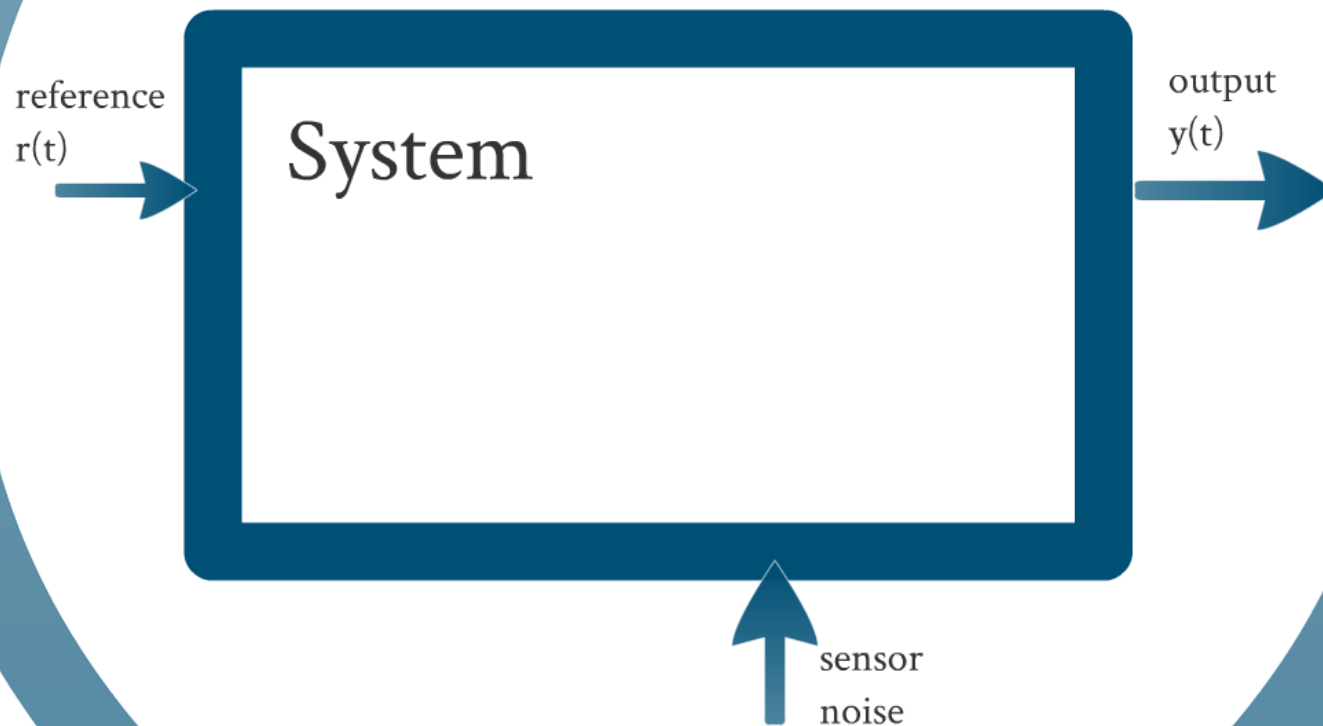 reference
r(t)
System
output
y(t)
sensor
noise